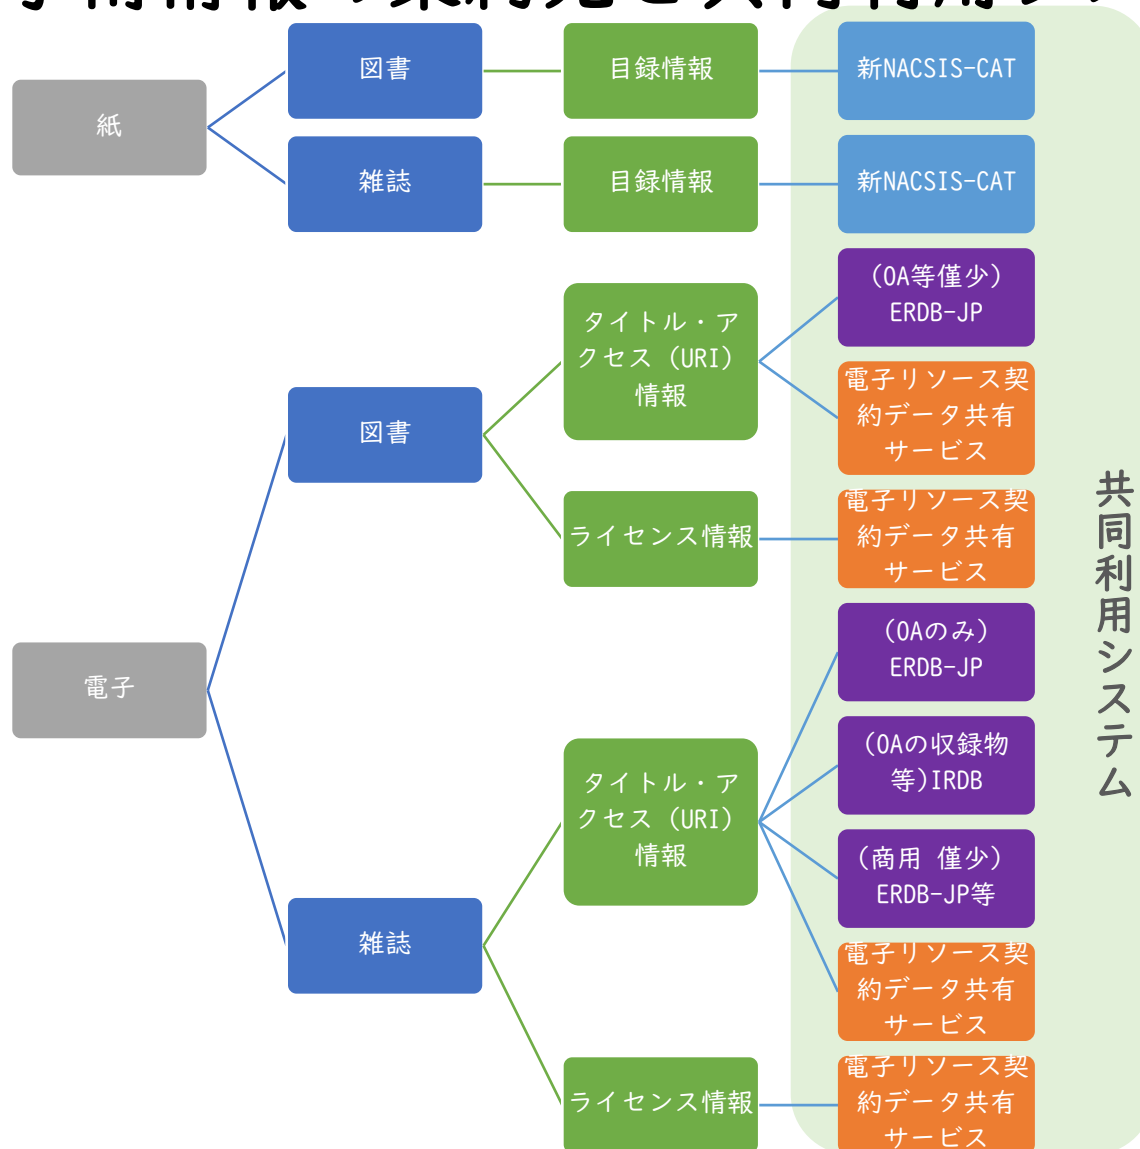 紙
図書
目録情報
新NACSIS-CAT
雑誌
目録情報
新NACSIS-CAT
電子
図書
タイトル・ア
クセス（URI）
情報
（OA等僅少）
ERDB-JP
電子リソース契
約データ共有
サービス
ライセンス情報
電子リソース契
約データ共有
サービス
雑誌
タイトル・ア
クセス（URI）
情報
（OAのみ）
ERDB-JP
（OAの収録物
等)IRDB
（商用 僅少）
ERDB-JP等
電子リソース契
約データ共有
サービス
ライセンス情報
電子リソース契
約データ共有
サービス
共同利用システム